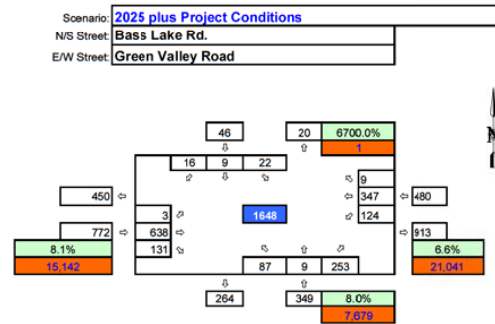 Scenario: 2025 plus Project Conditions
N/S Street: Bass Lake Rd.
E/W Street: Green Valley Road
N
46 20 6700.0%
1
16 9 22
9
450 347 480
3 1648 124
772 638 913
8.1% 131 6.6%
15,142 87 9 253 21,041
264 349 8.0%
7,679